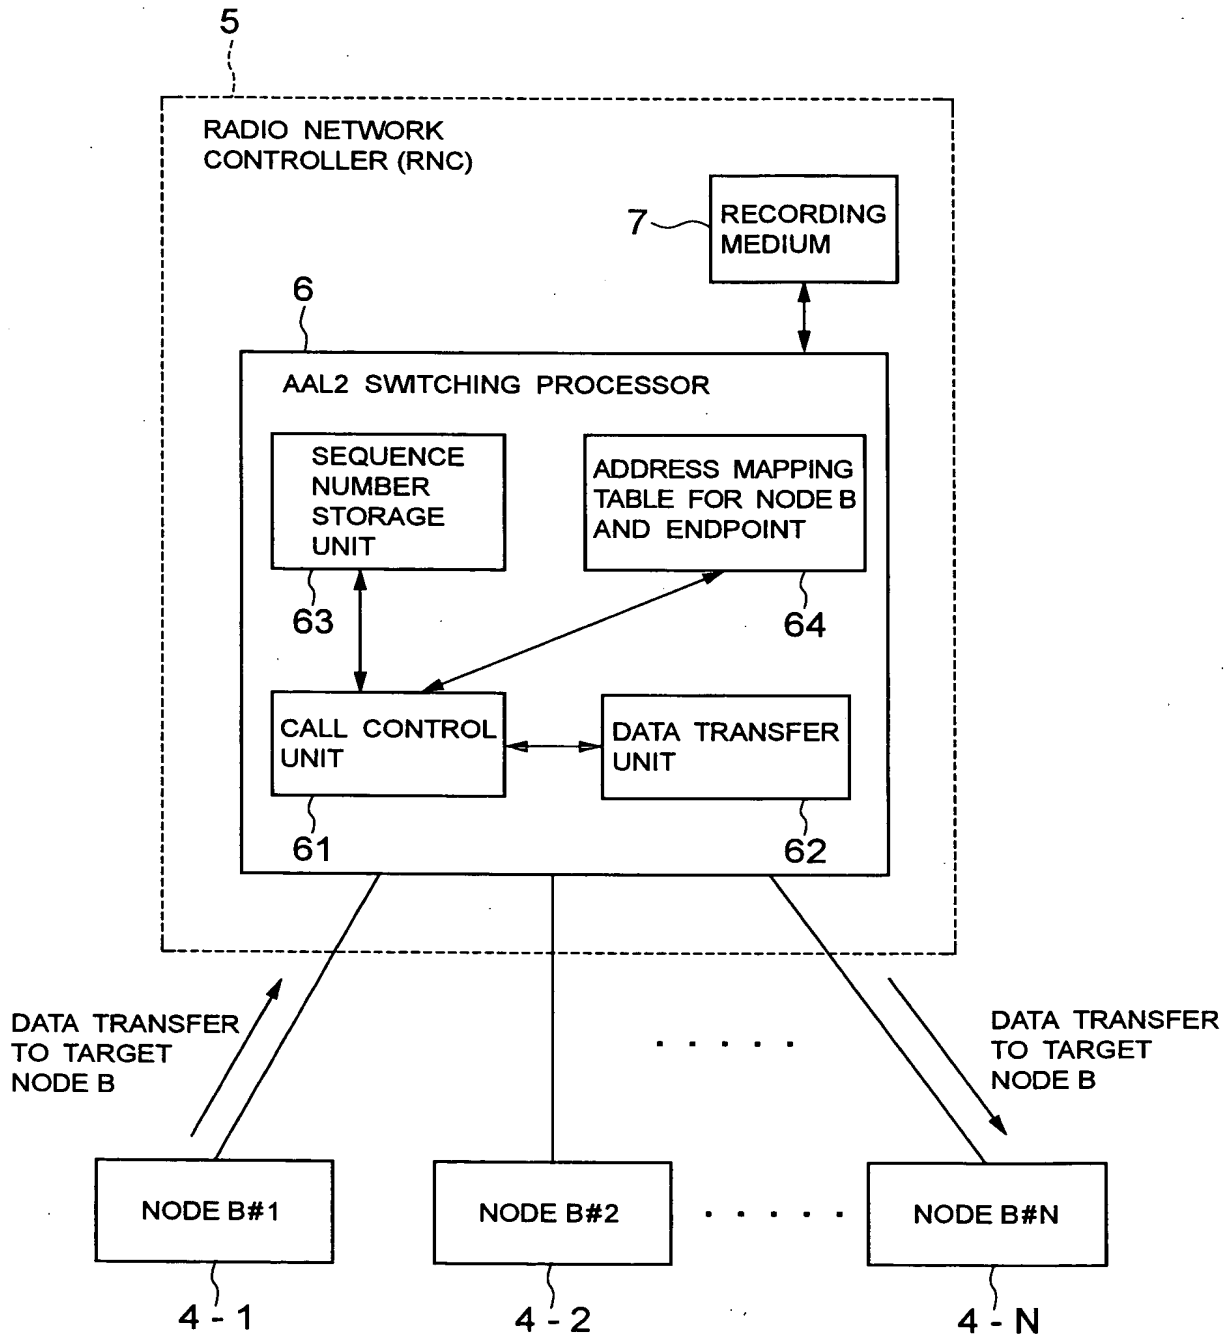 5
RADIO NETWORK
CONTROLLER (RNC)
7
RECORDING
MEDIUM
6
AAL2 SWITCHING PROCESSOR
SEQUENCE
NUMBER
STORAGE
UNIT
ADDRESS MAPPING
TABLE FOR NODE B
AND ENDPOINT
63
64
CALL CONTROL
UNIT
DATA TRANSFER
UNIT
61
62
DATA TRANSFER
TO TARGET
NODE B
DATA TRANSFER
TO TARGET
NODE B
NODE B#1
NODE B#2
NODE B#N
4 - 1
4 - 2
4 - N